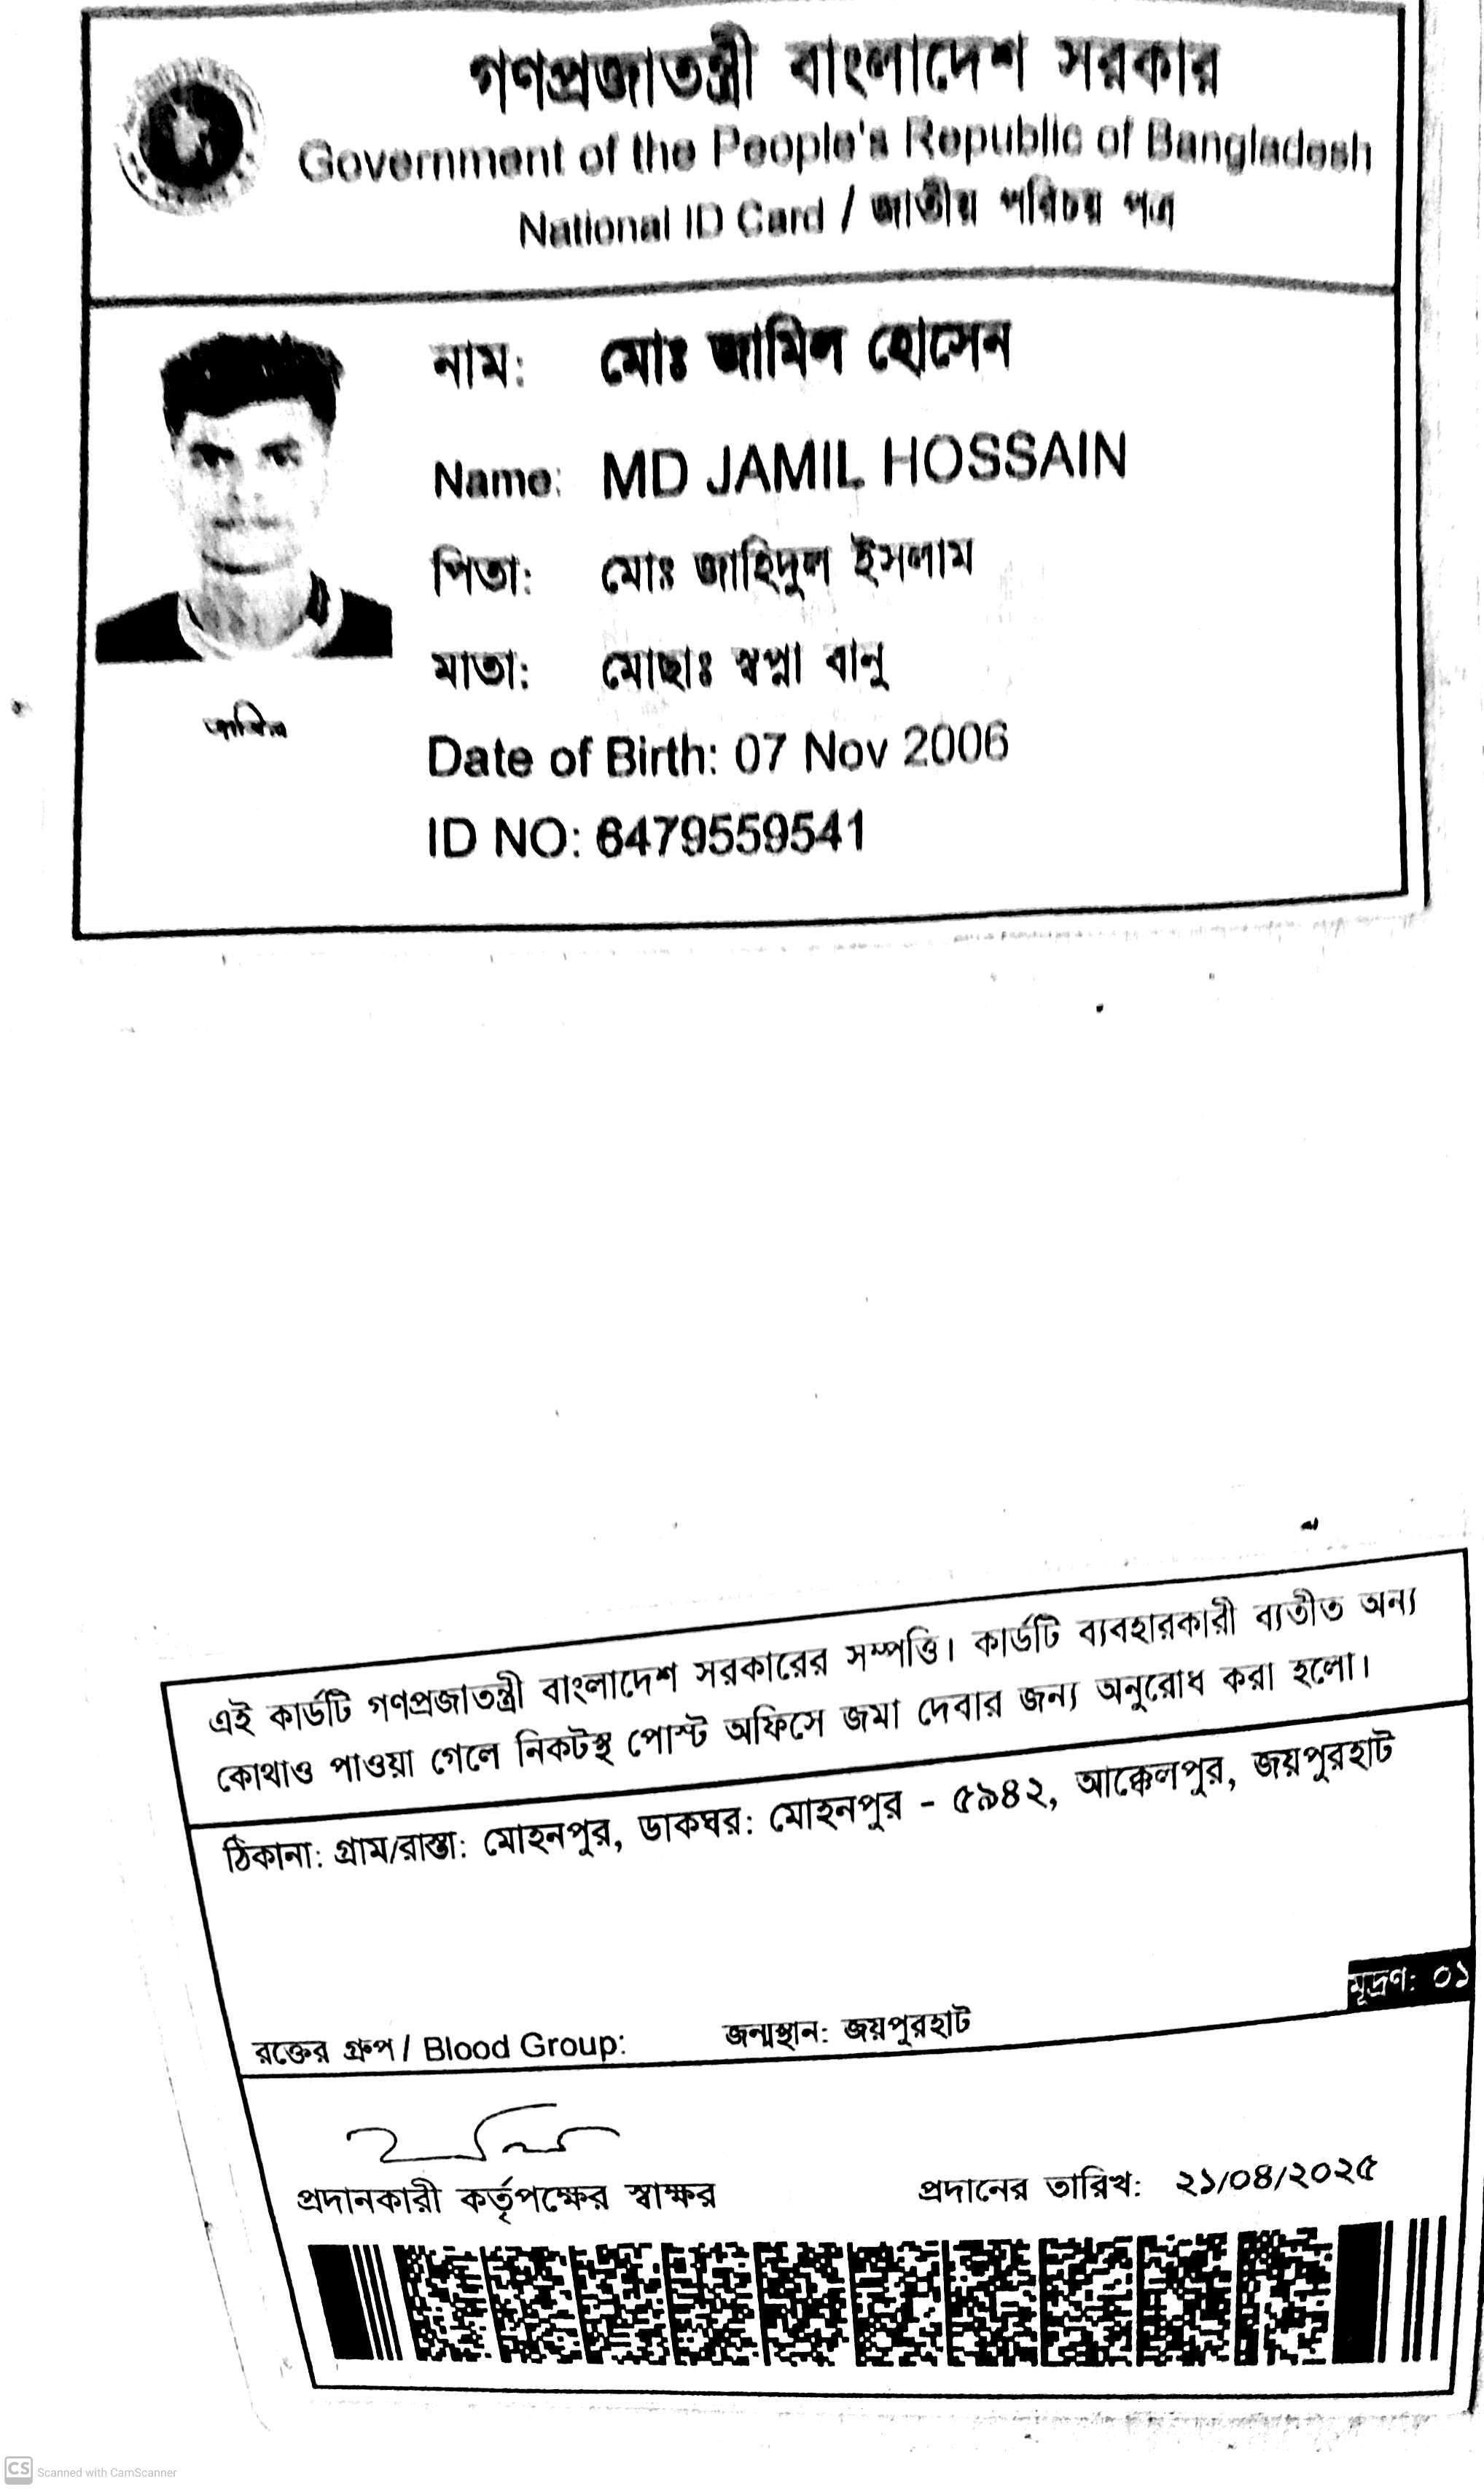 গণপ্রজাতন্ত্রী বাংলাদেশ সরকার
Government of the People's Republic of Bangladesh
National ID Card / জাতীয় পরিচয় পত্র
নাম: মোঃ জামিল হোসেন
Name: MD JAMIL HOSSAIN
পিতা: মোঃ জাহিদুল ইসলাম
মাতা: মোছাঃ স্বপ্না বানু
জামিল
Date of Birth: 07 Nov 2006
ID NO: 6479559541
এই কার্ডটি গণপ্রজাতন্ত্রী বাংলাদেশ সরকারের সম্পত্তি। কার্ডটি ব্যবহারকারী ব্যতীত অন্য
কোথাও পাওয়া গেলে নিকটস্থ পোস্ট অফিসে জমা দেবার জন্য অনুরোধ করা হলো।
ঠিকানা: গ্রাম/রাস্তা: মোহনপুর, ডাকঘর: মোহনপুর - ৫৯৪২, আক্কেলপুর, জয়পুরহাট
রক্তের গ্রুপ / Blood Group: জন্মস্থান: জয়পুরহাট
মূদ্রণ: ০১
প্রদানকারী কর্তৃপক্ষের স্বাক্ষর প্রদানের তারিখ: ২১/০৪/২০২৫
CS Scanned with CamScanner